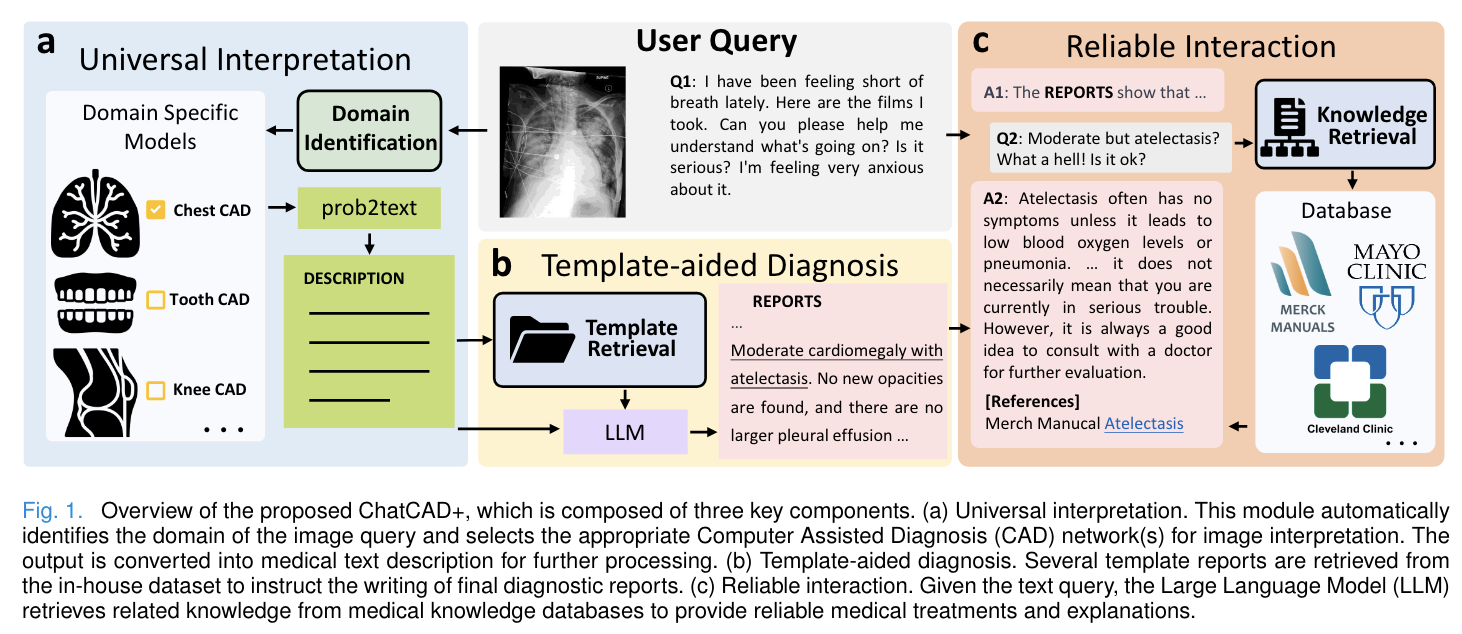 a
Universal Interpretation
Domain Specific
Models
Domain
Identification
Chest CAD
Tooth CAD
Knee CAD
...
prob2text
DESCRIPTION
User Query
Q1: I have been feeling short of
breath lately. Here are the films I
took. Can you please help me
understand what's going on? Is it
serious? I'm feeling very anxious
about it.
b
Template-aided Diagnosis
Template
Retrieval
LLM
REPORTS
...
Moderate cardiomegaly with
atelectasis. No new opacities
are found, and there are no
larger pleural effusion ...
c
Reliable Interaction
A1: The REPORTS show that ...
Q2: Moderate but atelectasis?
What a hell! Is it ok?
A2: Atelectasis often has no
symptoms unless it leads to
low blood oxygen levels or
pneumonia. ... it does not
necessarily mean that you are
currently in serious trouble.
However, it is always a good
idea to consult with a doctor
for further evaluation.
[References]
Merch Manucal Atelectasis
Knowledge
Retrieval
Database
MERCK
MANUALS
MAYO
CLINIC
Cleveland Clinic
...
Fig. 1. Overview of the proposed ChatCAD+, which is composed of three key components. (a) Universal interpretation. This module automatically
identifies the domain of the image query and selects the appropriate Computer Assisted Diagnosis (CAD) network(s) for image interpretation. The
output is converted into medical text description for further processing. (b) Template-aided diagnosis. Several template reports are retrieved from
the in-house dataset to instruct the writing of final diagnostic reports. (c) Reliable interaction. Given the text query, the Large Language Model (LLM)
retrieves related knowledge from medical knowledge databases to provide reliable medical treatments and explanations.